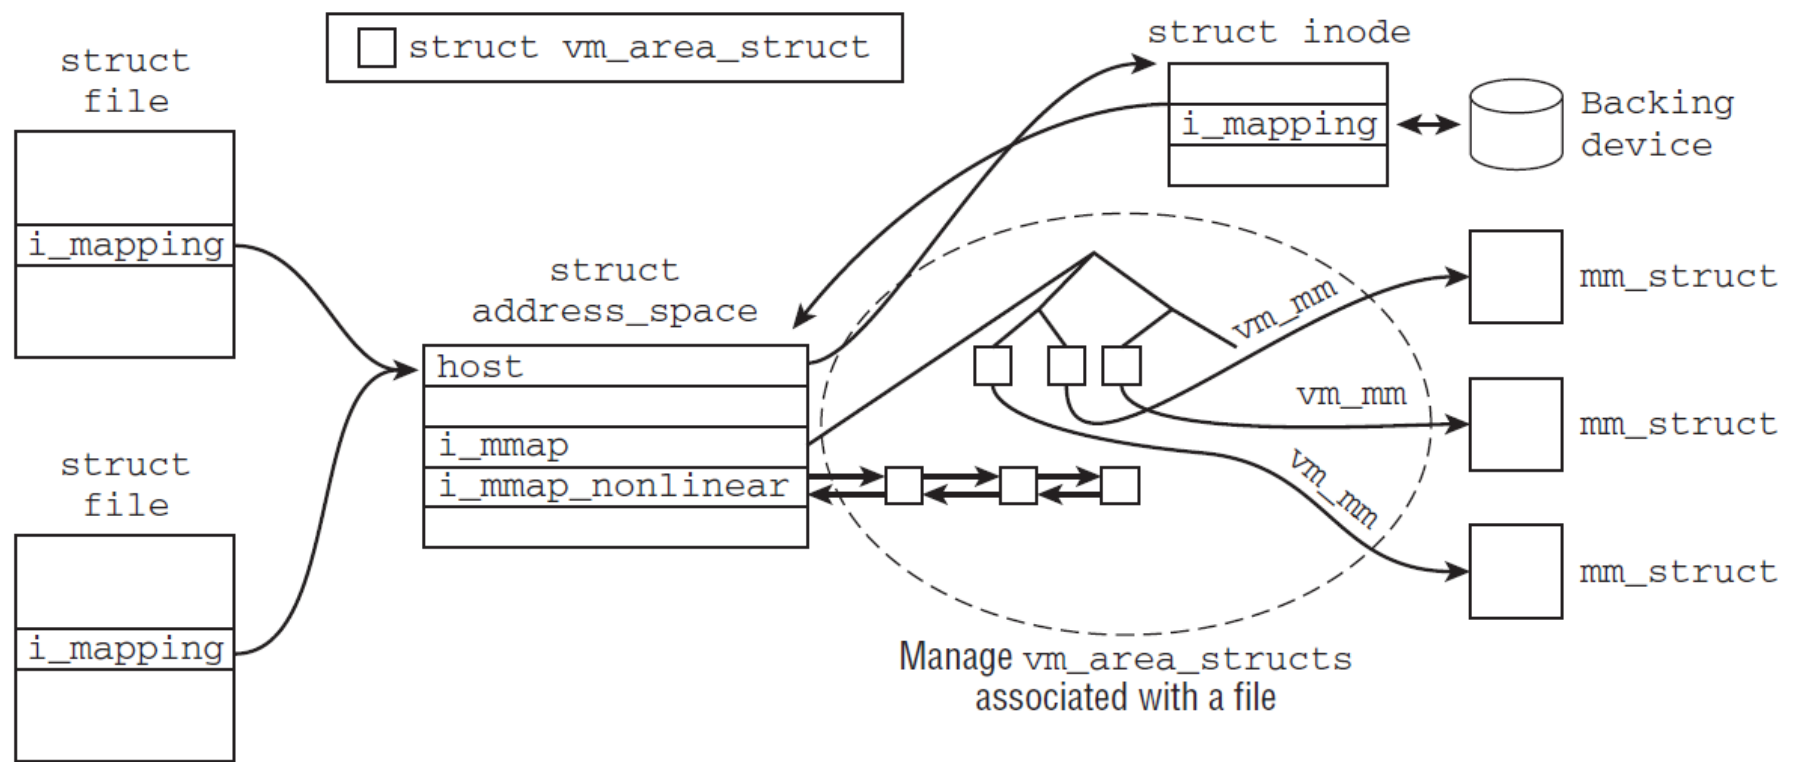 struct
file
i_mapping
struct
file
i_mapping
struct vm_area_struct
struct
address_space
host
i_mmap
i_mmap_nonlinear
struct inode
i_mapping
Backing
device
vm_mm
vm_mm
vm_mm
mm_struct
mm_struct
mm_struct
Manage vm_area_structs
associated with a file